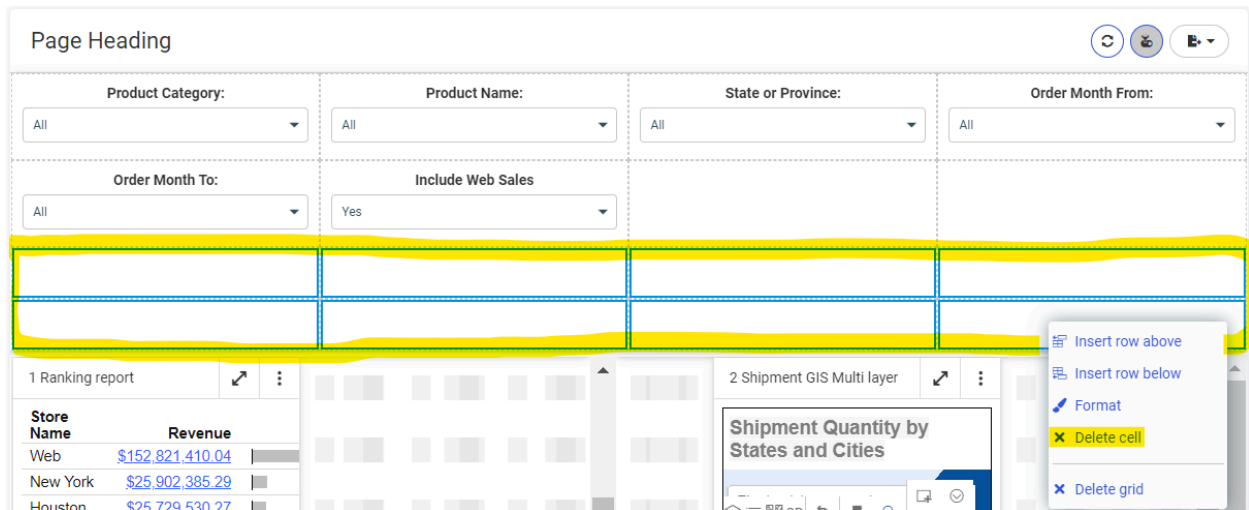 Page Heading
Product Category:
Product Name:
State or Province:
Order Month From:
All
All
All
All
Order Month To:
Include Web Sales
All
Yes
Insert row above
Insert row below
Format
Delete cell
Delete grid
1 Ranking report
2 Shipment GIS Multi layer
Store
Name
Revenue
Web
$152,821,410.04
New York
$25,902,385.29
Houston
$25,729,530.27
Shipment Quantity by
States and Cities